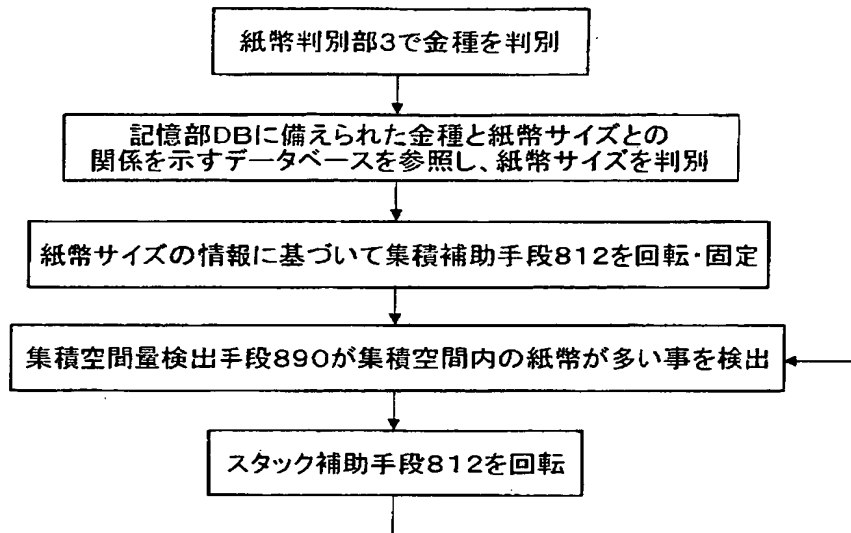 紙幣判別部3で金種を判別
記憶部DBに備えられた金種と紙幣サイズとの
関係を示すデータベースを参照し、紙幣サイズを判別
紙幣サイズの情報に基づいて集積補助手段812を回転・固定
集積空間量検出手段890が集積空間内の紙幣が多い事を検出
スタック補助手段812を回転